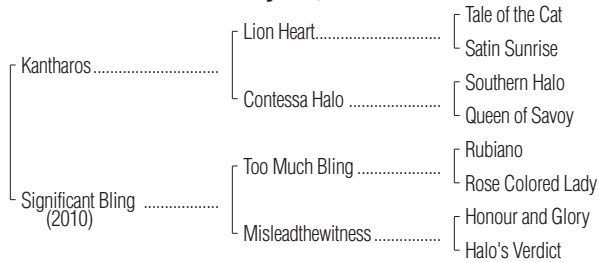 Tale of the Cat
Lion Heart........................................
Satin Sunrise
Kantharos................................
Southern Halo
Contessa Halo .............................
Queen of Savoy
Rubiano
Too Much Bling ..........................
Rose Colored Lady
Significant Bling ...................
(2010)
Honour and Glory
Misleadthewitness.....................
Halo's Verdict